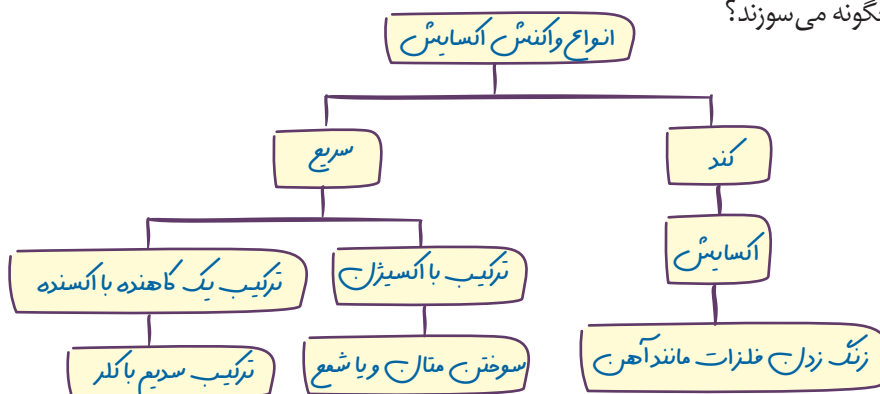 چگونه می‌سوزند؟
انواع واکنش اکسایش
کند
سریع
اکسایش
ترکیب با اکسیژن
ترکیب یک کاهنده با اکسنده
زنگ زدن فلزات مانند آهن
سوختن متان و یا شمع
ترکیب سدیم با کلر